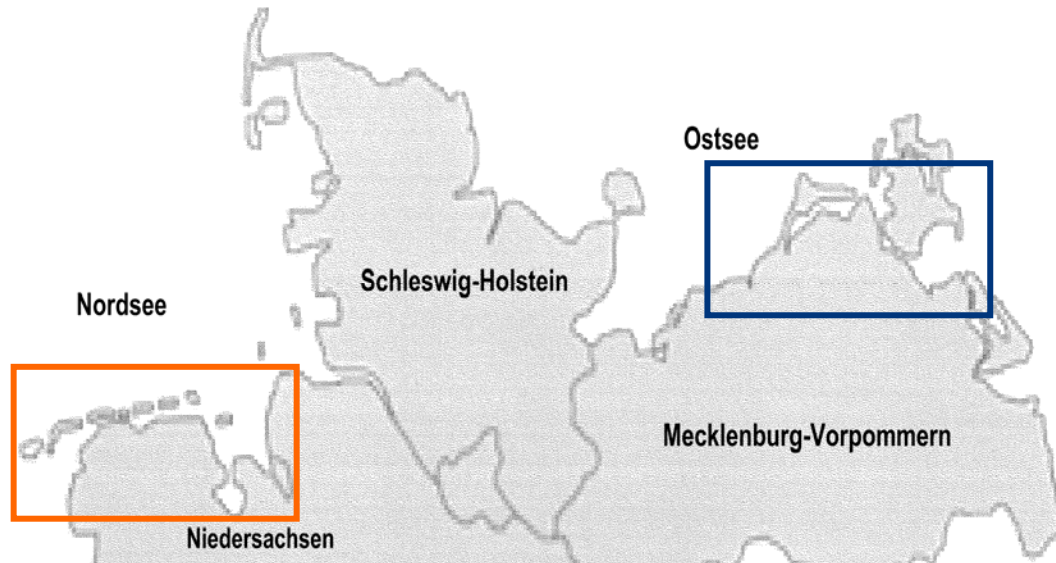 Ostsee
Schleswig-Holstein
Nordsee
Mecklenburg-Vorpommern
Niedersachsen